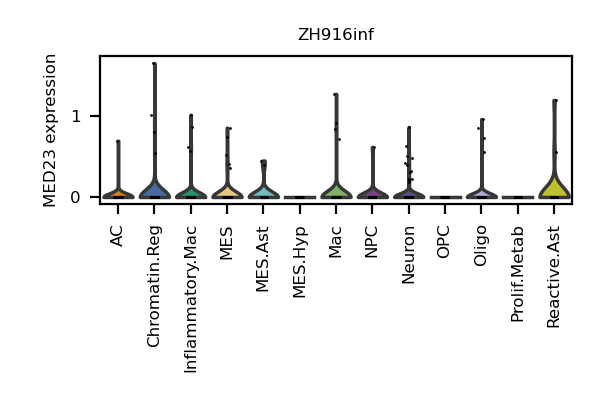 ZH916inf
MED23 expression
1
0
AC
Chromatin.Reg
Inflammatory.Mac
MES
MES.Ast
MES.Hyp
Mac
NPC
Neuron
OPC
Oligo
Prolif.Metab
Reactive.Ast